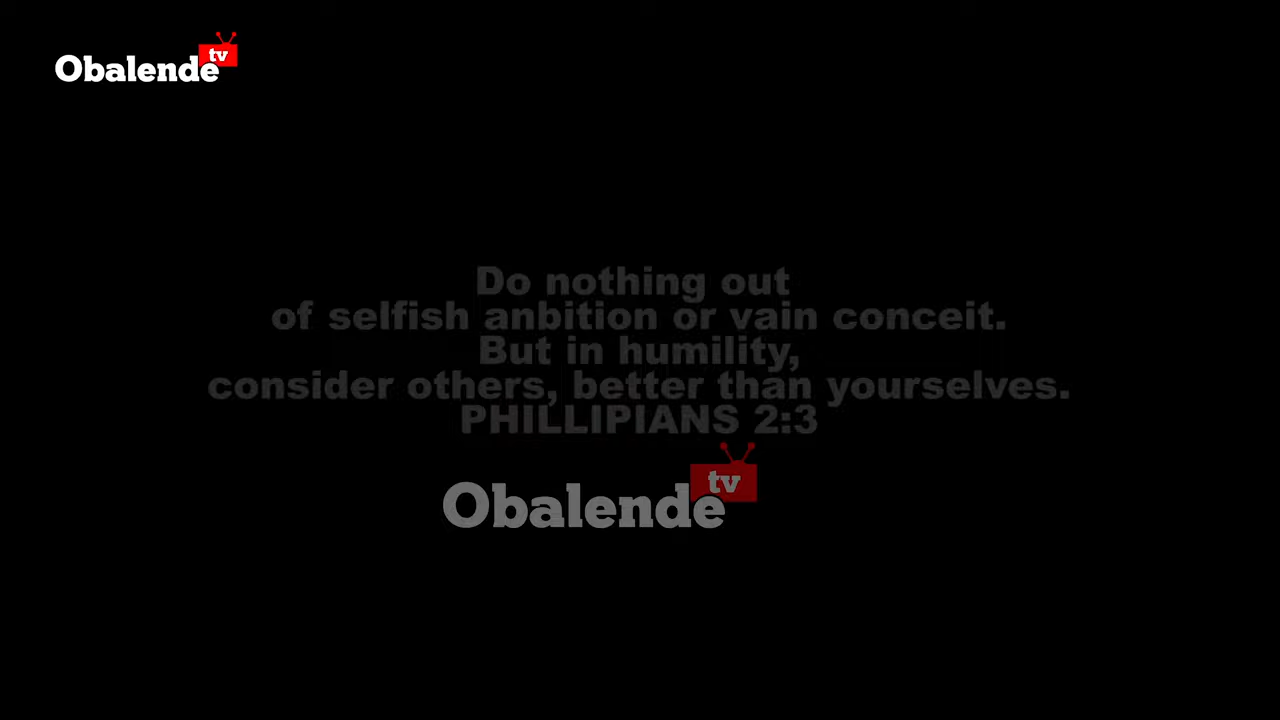 Obalende tv
Do nothing out
of selfish anbition or vain conceit.
But in humility,
consider others, better than yourselves.
PHILLIPIANS 2:3
Obalende tv